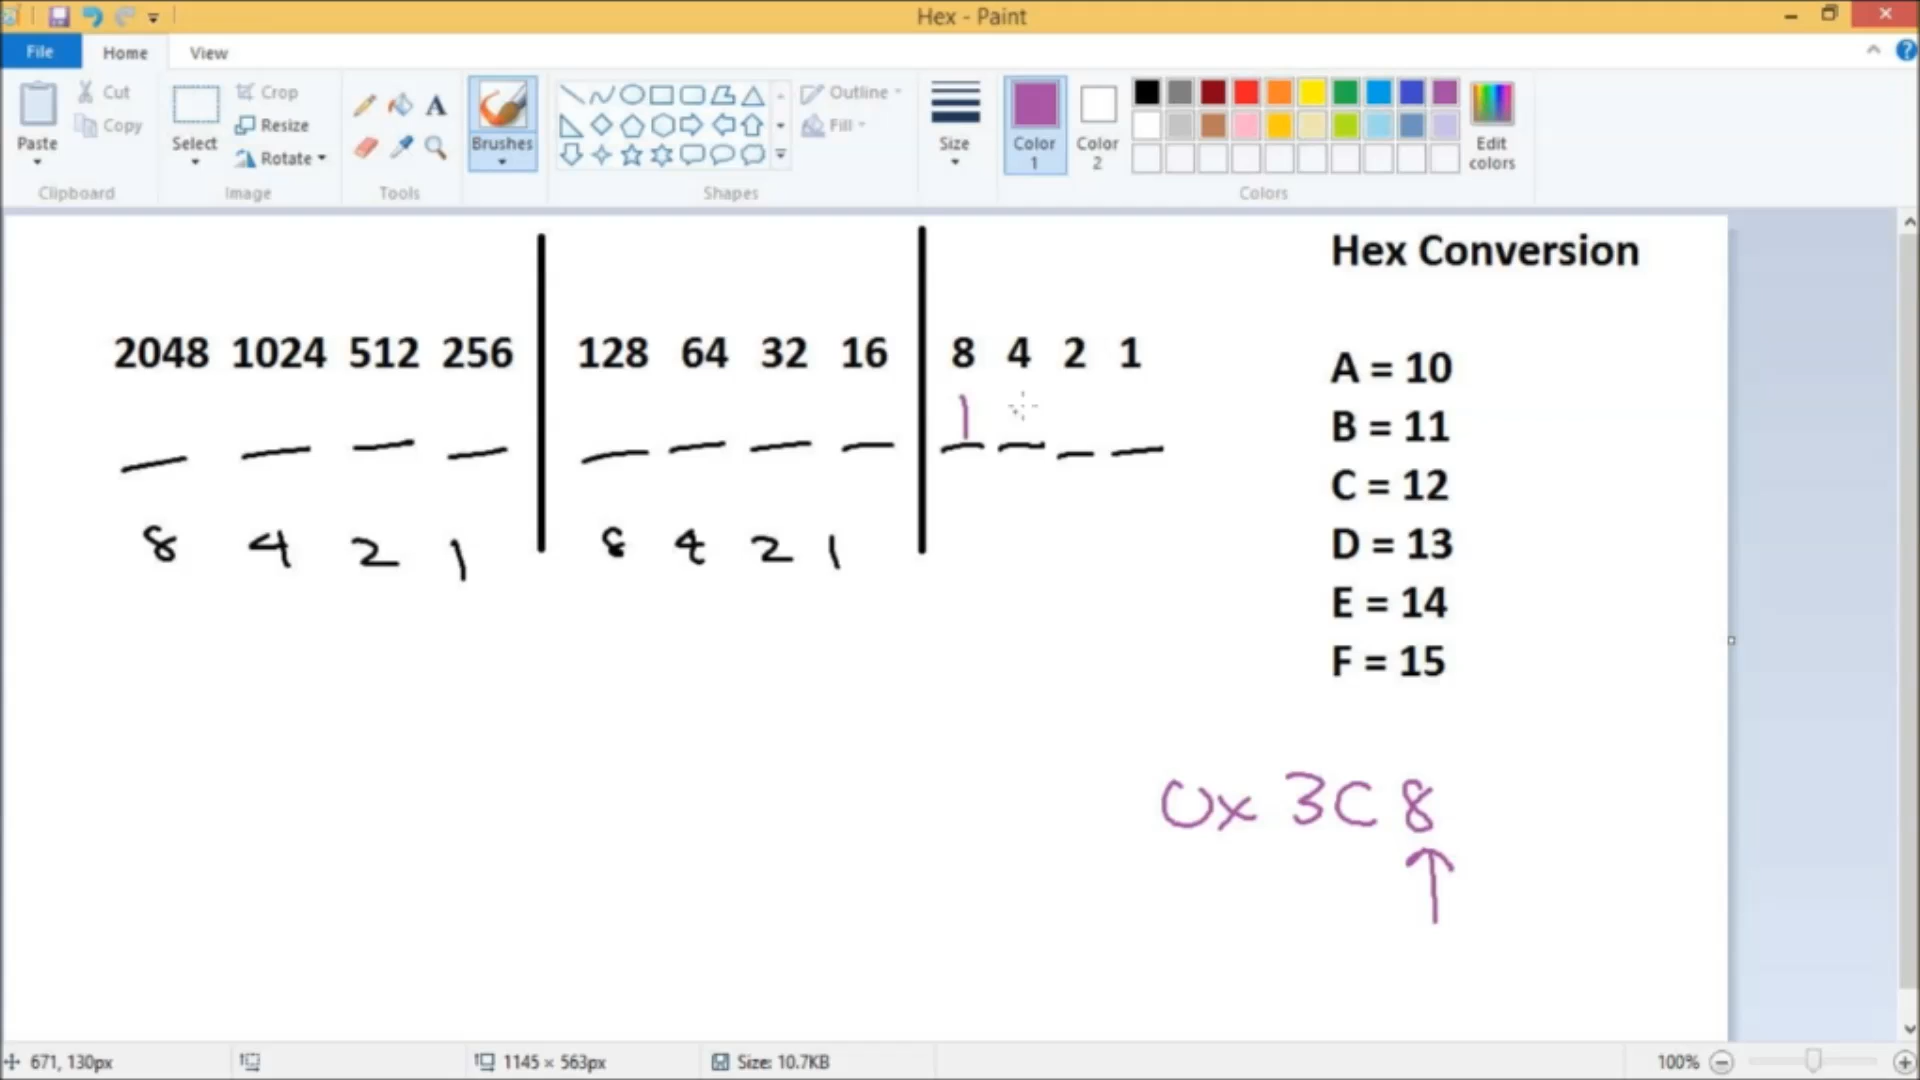 Hex - Paint
File Home View
Paste Cut Copy Select Crop Resize Rotate A Brushes Outline Fill Size Color 1 Color 2 Edit colors
Clipboard Image Tools Shapes Colors
Hex Conversion
2048 1024 512 256 128 64 32 16 8 4 2 1
1
8 4 2 1 8 4 2 1
A = 10
B = 11
C = 12
D = 13
E = 14
F = 15
0x 3C 8
671, 130px 1145 × 563px Size: 10.7KB 100%